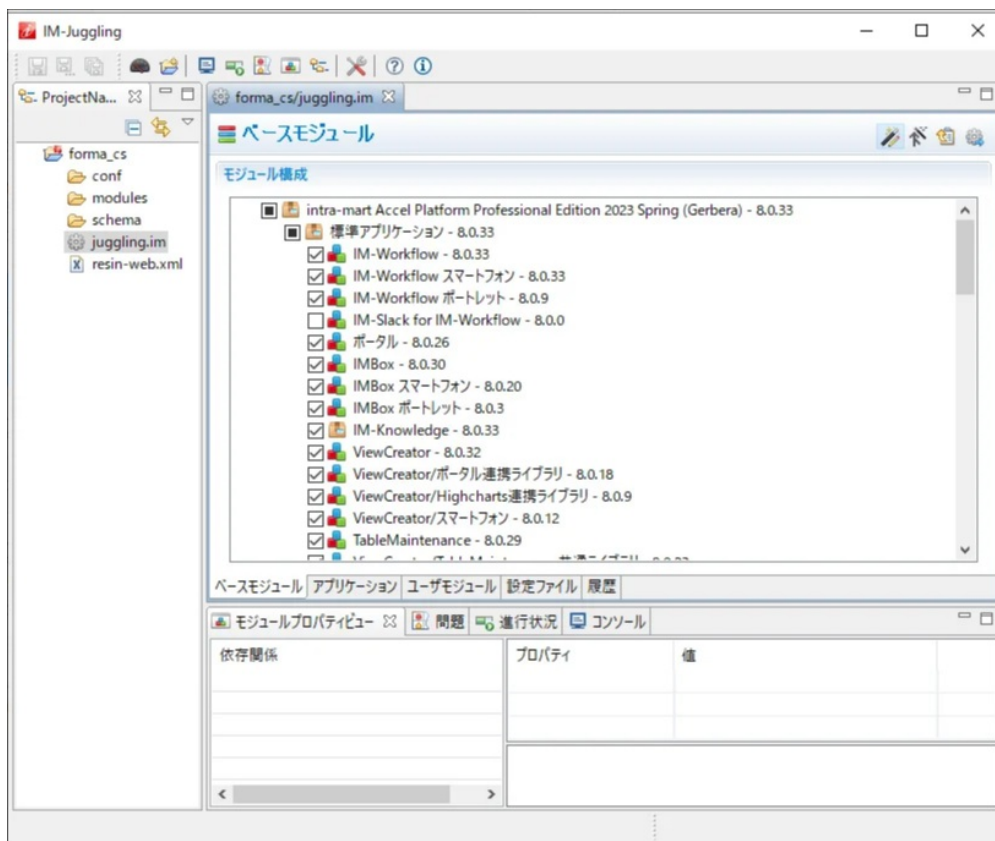 IM-Juggling
ProjectNa...
forma_cs
conf
modules
schema
juggling.im
resin-web.xml
forma_cs/juggling.im
ベースモジュール
モジュール構成
intra-mart Accel Platform Professional Edition 2023 Spring (Gerbera) - 8.0.33
標準アプリケーション - 8.0.33
IM-Workflow - 8.0.33
IM-Workflow スマートフォン - 8.0.33
IM-Workflow ポートレット - 8.0.9
IM-Slack for IM-Workflow - 8.0.0
ポータル - 8.0.26
IMBox - 8.0.30
IMBox スマートフォン - 8.0.20
IMBox ポートレット - 8.0.3
IM-Knowledge - 8.0.33
ViewCreator - 8.0.32
ViewCreator/ポータル連携ライブラリ - 8.0.18
ViewCreator/Highcharts連携ライブラリ - 8.0.9
ViewCreator/スマートフォン - 8.0.12
TableMaintenance - 8.0.29
ベースモジュール アプリケーション ユーザモジュール 設定ファイル 履歴
モジュールプロパティビュー 問題 進行状況 コンソール
依存関係 プロパティ 値